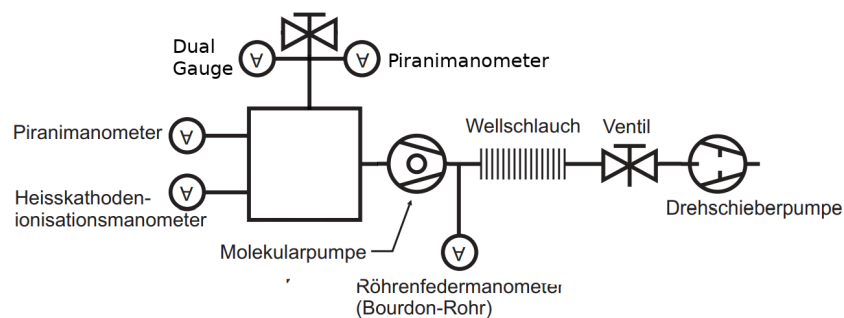 Dual
Gauge
Piranimanometer
Piranimanometer
Wellschlauch
Ventil
Heisskathoden-
ionisationsmanometer
Drehschieberpumpe
Molekularpumpe
Röhrenfedermanometer
(Bourdon-Rohr)